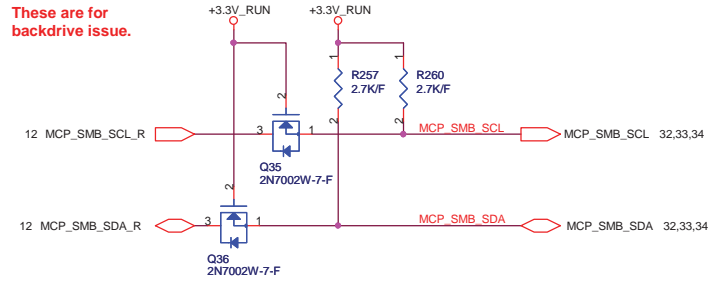 These are for
backdrive issue.
+3.3V_RUN
+3.3V_RUN
1
1
R257
2.7K/F
R260
2.7K/F
2
2
2
12 MCP_SMB_SCL_R
3
1
MCP_SMB_SCL
MCP_SMB_SCL 32,33,34
Q35
2N7002W-7-F
2
12 MCP_SMB_SDA_R
3
1
MCP_SMB_SDA
MCP_SMB_SDA 32,33,34
Q36
2N7002W-7-F